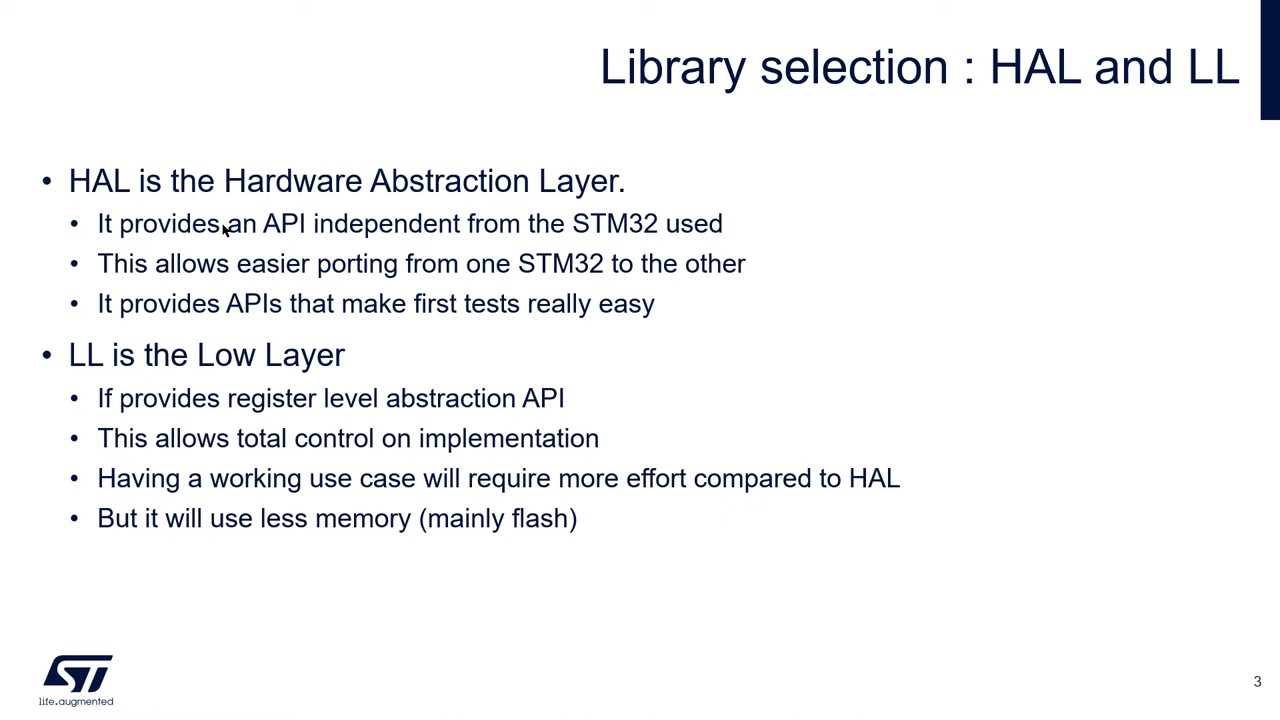 Library selection : HAL and LL
• HAL is the Hardware Abstraction Layer.
• It provides an API independent from the STM32 used
• This allows easier porting from one STM32 to the other
• It provides APIs that make first tests really easy
• LL is the Low Layer
• If provides register level abstraction API
• This allows total control on implementation
• Having a working use case will require more effort compared to HAL
• But it will use less memory (mainly flash)
ST
life.augmented
3